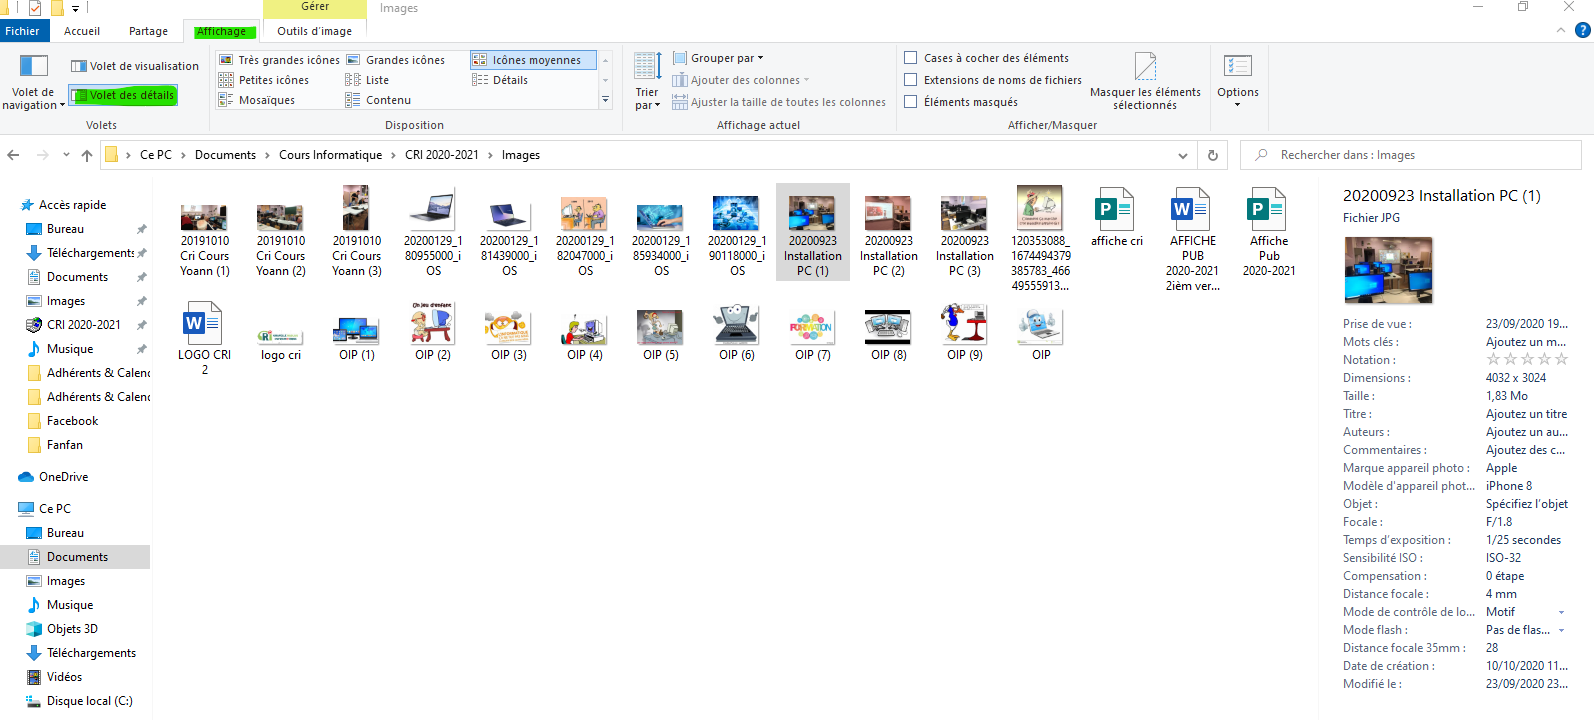 Gérer
Images
Fichier
Accueil
Partage
Affichage
Outils d'image
Volet de navigation
Volet de visualisation
Volet des détails
Volets
Très grandes icônes
Grandes icônes
Icônes moyennes
Petites icônes
Liste
Détails
Mosaïques
Contenu
Disposition
Trier par
Grouper par
Ajouter des colonnes
Ajuster la taille de toutes les colonnes
Affichage actuel
Cases à cocher des éléments
Extensions de noms de fichiers
Éléments masqués
Masquer les éléments sélectionnés
Afficher/Masquer
Options
Ce PC > Documents > Cours Informatique > CRI 2020-2021 > Images
Rechercher dans : Images
Accès rapide
Bureau
Téléchargements
Documents
Images
CRI 2020-2021
Musique
Adhérents & Calend
Adhérents & Calend
Facebook
Fanfan
OneDrive
Ce PC
Bureau
Documents
Images
Musique
Objets 3D
Téléchargements
Vidéos
Disque local (C:)
20191010 Cri Cours Yoann (1)
20191010 Cri Cours Yoann (2)
20191010 Cri Cours Yoann (3)
20200129_180955000_iOS
20200129_181439000_iOS
20200129_182047000_iOS
20200129_185934000_iOS
20200129_190118000_iOS
20200923 Installation PC (1)
20200923 Installation PC (2)
20200923 Installation PC (3)
120353088_1674494379385783_46649555913...
affiche cri
AFFICHE PUB 2020-2021 2ièm ver...
Affiche Pub 2020-2021
LOGO CRI 2
logo cri
OIP (1)
Un jeu d'enfant
OIP (2)
OIP (3)
OIP (4)
OIP (5)
OIP (6)
FORMATION
OIP (7)
OIP (8)
OIP (9)
OIP
20200923 Installation PC (1)
Fichier JPG
Prise de vue : 23/09/2020 19...
Mots clés : Ajoutez un m...
Notation :
Dimensions : 4032 x 3024
Taille : 1,83 Mo
Titre : Ajoutez un titre
Auteurs : Ajoutez un au...
Commentaires : Ajoutez des c...
Marque appareil photo : Apple
Modèle d'appareil phot... iPhone 8
Objet : Spécifiez l'objet
Focale : F/1.8
Temps d'exposition : 1/25 secondes
Sensibilité ISO : ISO-32
Compensation : 0 étape
Distance focale : 4 mm
Mode de contrôle de lo... Motif
Mode flash : Pas de flas...
Distance focale 35mm : 28
Date de création : 10/10/2020 11...
Modifié le : 23/09/2020 23...